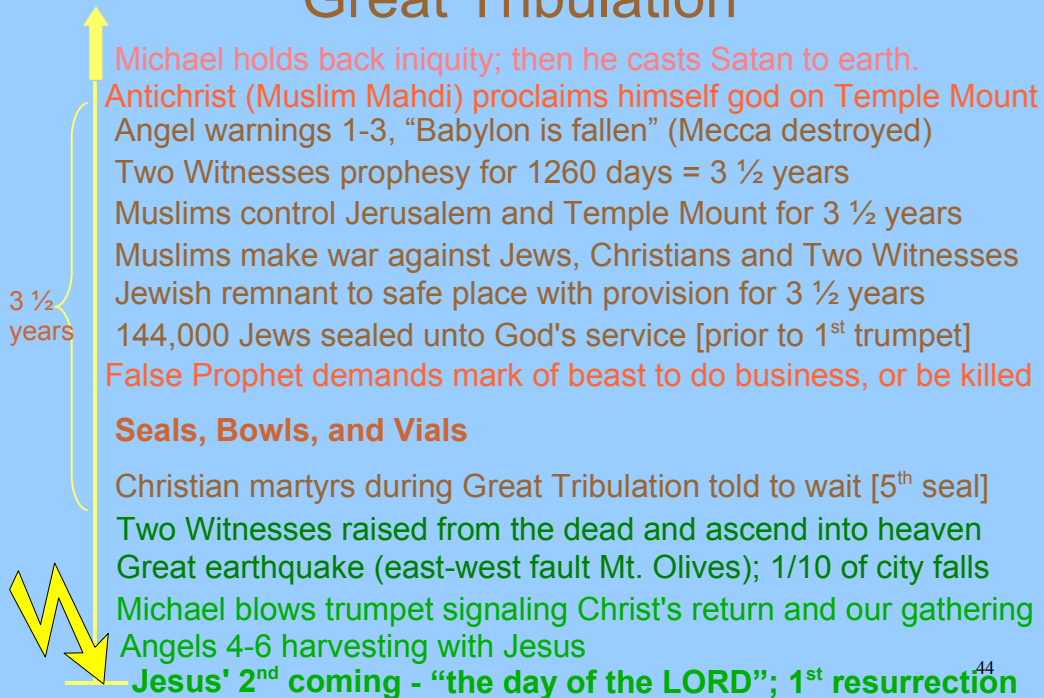 Great Tribulation
Michael holds back iniquity; then he casts Satan to earth.
Antichrist (Muslim Mahdi) proclaims himself god on Temple Mount
Angel warnings 1-3, “Babylon is fallen” (Mecca destroyed)
Two Witnesses prophesy for 1260 days = 3 ½ years
Muslims control Jerusalem and Temple Mount for 3 ½ years
Muslims make war against Jews, Christians and Two Witnesses
Jewish remnant to safe place with provision for 3 ½ years
3 ½
years
144,000 Jews sealed unto God's service [prior to 1st trumpet]
False Prophet demands mark of beast to do business, or be killed
Seals, Bowls, and Vials
Christian martyrs during Great Tribulation told to wait [5th seal]
Two Witnesses raised from the dead and ascend into heaven
Great earthquake (east-west fault Mt. Olives); 1/10 of city falls
Michael blows trumpet signaling Christ's return and our gathering
Angels 4-6 harvesting with Jesus
Jesus' 2nd coming - “the day of the LORD”; 1st resurrection
44